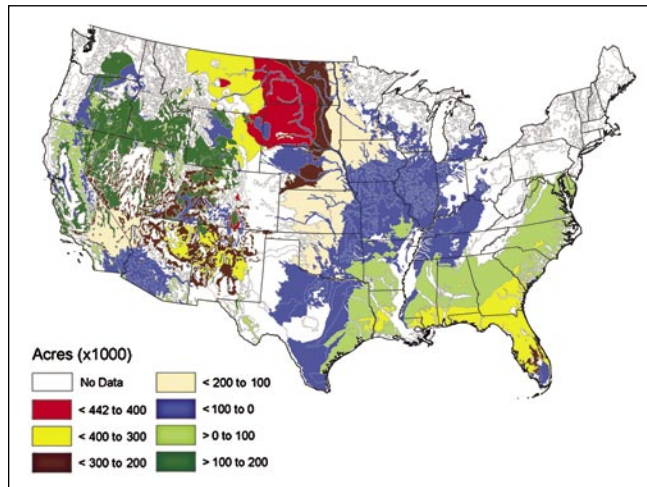 Acres (x1000)
No Data
< 442 to 400
< 400 to 300
< 300 to 200
< 200 to 100
<100 to 0
>0 to 100
>100 to 200